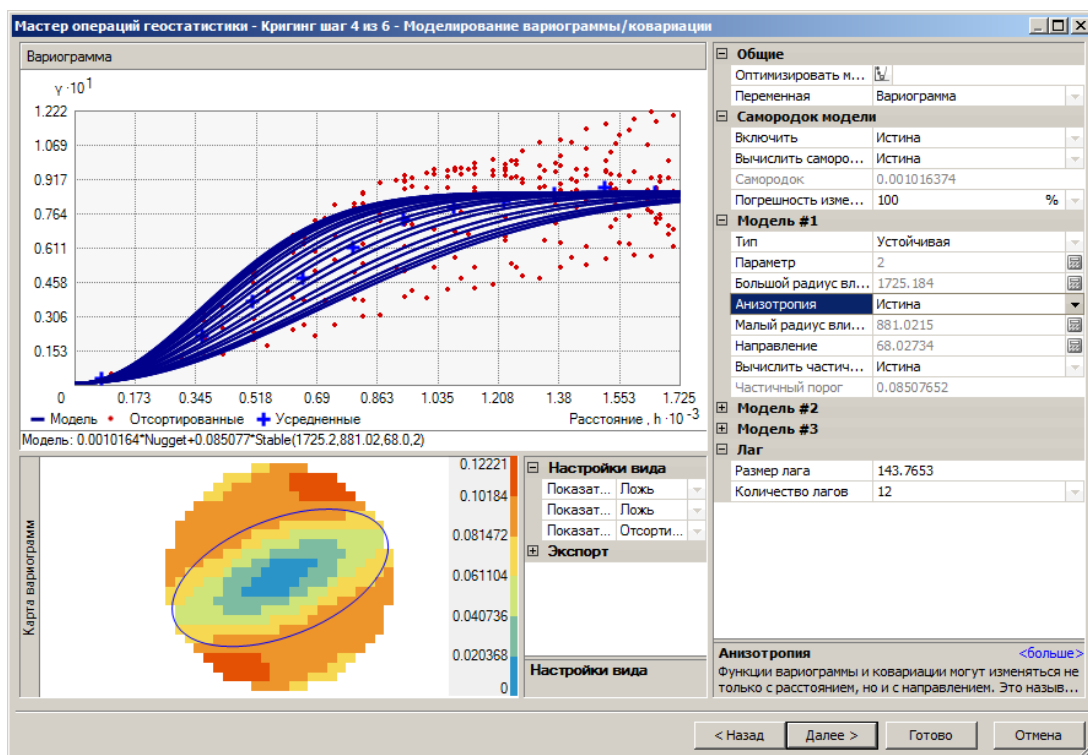 Мастер операций геостатистики - Кригинг шаг 4 из 6 - Моделирование вариограммы/ковариации
Вариограмма
γ ·10¹
1.222
1.069
0.917
0.764
0.611
0.458
0.306
0.153
0
0.173
0.345
0.518
0.69
0.863
1.035
1.208
1.38
1.553
1.725
Модель
Отсортированные
Усредненные
Расстояние , h ·10⁻³
Модель: 0.0010164*Nugget+0.085077*Stable(1725.2,881.02,68.0,2)
Карта вариограмм
0.12221
0.10184
0.081472
0.061104
0.040736
0.020368
0
Настройки вида
Показат... Ложь
Показат... Ложь
Показат... Отсорти...
Экспорт
Настройки вида
Общие
Оптимизировать м...
Переменная Вариограмма
Самородок модели
Включить Истина
Вычислить саморо... Истина
Самородок 0.001016374
Погрешность изме... 100 %
Модель #1
Тип Устойчивая
Параметр 2
Большой радиус вл... 1725.184
Анизотропия Истина
Малый радиус вли... 881.0215
Направление 68.02734
Вычислить частич... Истина
Частичный порог 0.08507652
Модель #2
Модель #3
Лаг
Размер лага 143.7653
Количество лагов 12
Анизотропия <больше>
Функции вариограммы и ковариации могут изменяться не
только с расстоянием, но и с направлением. Это назыв...
< Назад
Далее >
Готово
Отмена